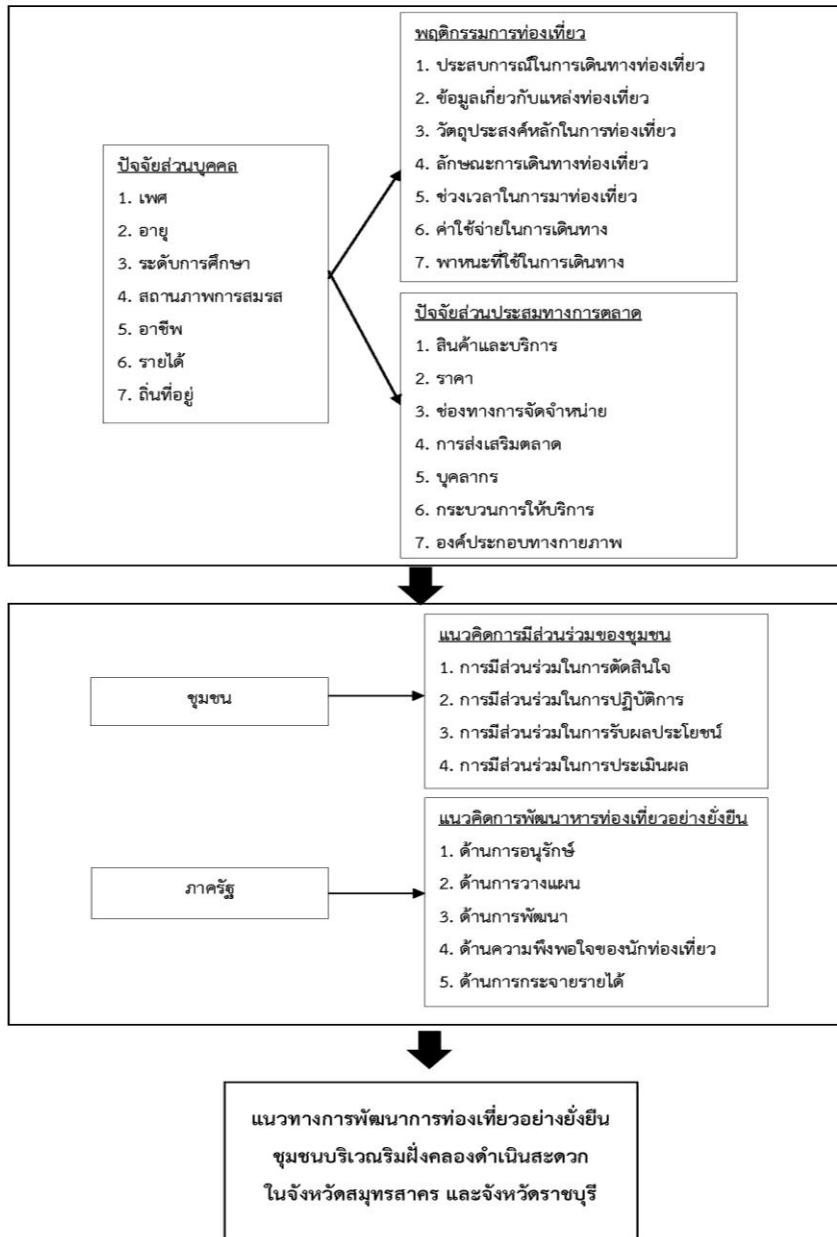 พฤติกรรมการท่องเที่ยว
1. ประสบการณ์ในการเดินทางท่องเที่ยว
2. ข้อมูลเกี่ยวกับแหล่งท่องเที่ยว
3. วัตถุประสงค์หลักในการท่องเที่ยว
4. ลักษณะการเดินทางท่องเที่ยว
5. ช่วงเวลาในการมาท่องเที่ยว
6. ค่าใช้จ่ายในการเดินทาง
7. พาหนะที่ใช้ในการเดินทาง
ปัจจัยส่วนบุคคล
1. เพศ
2. อายุ
3. ระดับการศึกษา
4. สถานภาพการสมรส
5. อาชีพ
6. รายได้
7. ถิ่นที่อยู่
ปัจจัยส่วนประสมทางการตลาด
1. สินค้าและบริการ
2. ราคา
3. ช่องทางการจัดจำหน่าย
4. การส่งเสริมตลาด
5. บุคลากร
6. กระบวนการให้บริการ
7. องค์ประกอบทางกายภาพ
ชุมชน
แนวคิดการมีส่วนร่วมของชุมชน
1. การมีส่วนร่วมในการตัดสินใจ
2. การมีส่วนร่วมในการปฏิบัติการ
3. การมีส่วนร่วมในการรับผลประโยชน์
4. การมีส่วนร่วมในการประเมินผล
ภาครัฐ
แนวคิดการพัฒนาหารท่องเที่ยวอย่างยั่งยืน
1. ด้านการอนุรักษ์
2. ด้านการวางแผน
3. ด้านการพัฒนา
4. ด้านความพึงพอใจของนักท่องเที่ยว
5. ด้านการกระจายรายได้
แนวทางการพัฒนาการท่องเที่ยวอย่างยั่งยืน
ชุมชนบริเวณริมฝั่งคลองดำเนินสะดวก
ในจังหวัดสมุทรสาคร และจังหวัดราชบุรี